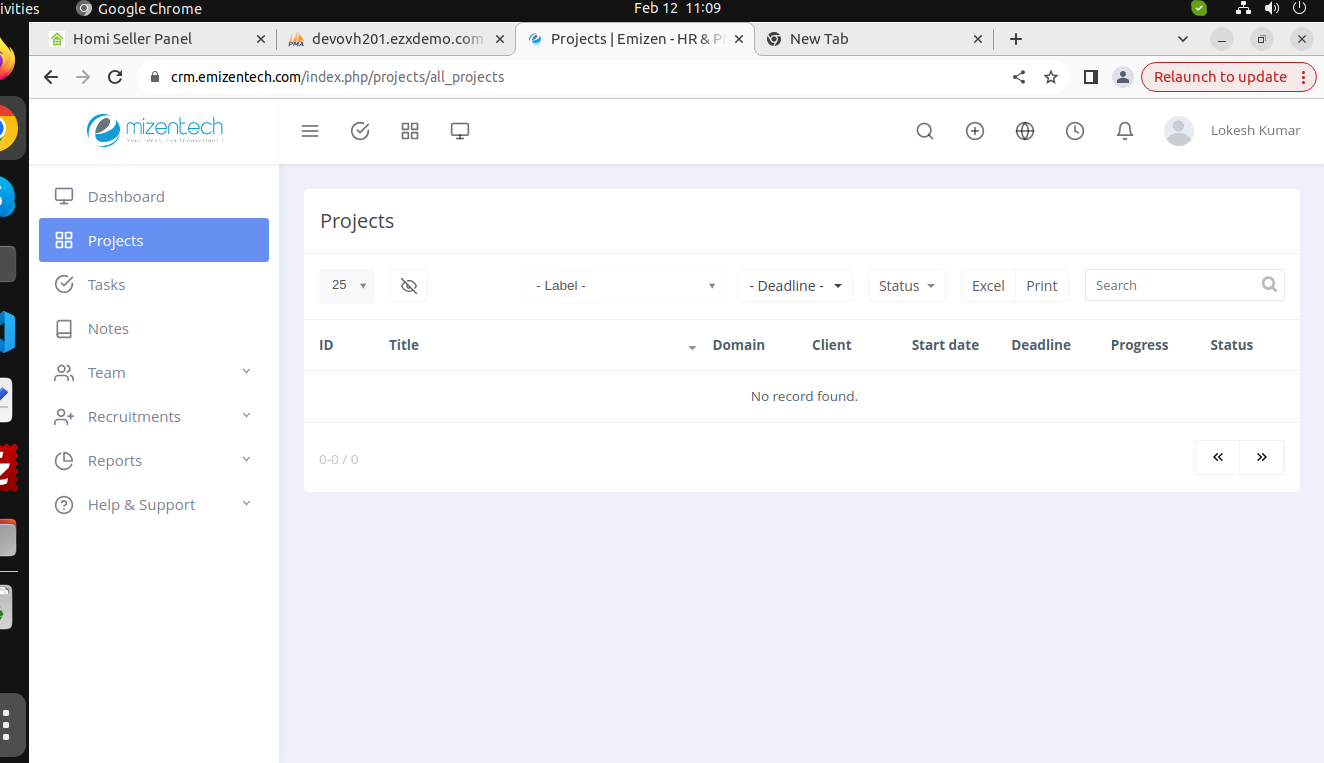 ivities Google Chrome Feb 12 11:09
Homi Seller Panel devovh201.ezxdemo.com Projects | Emizen - HR & P New Tab
crm.emizentech.com/index.php/projects/all_projects Relaunch to update
mizentech Lokesh Kumar
Your Ideas, Our Innovations !
Dashboard
Projects
Tasks
Notes
Team
Recruitments
Reports
Help & Support
Projects
25 - Label - - Deadline - Status Excel Print Search
ID Title Domain Client Start date Deadline Progress Status
No record found.
0-0 / 0